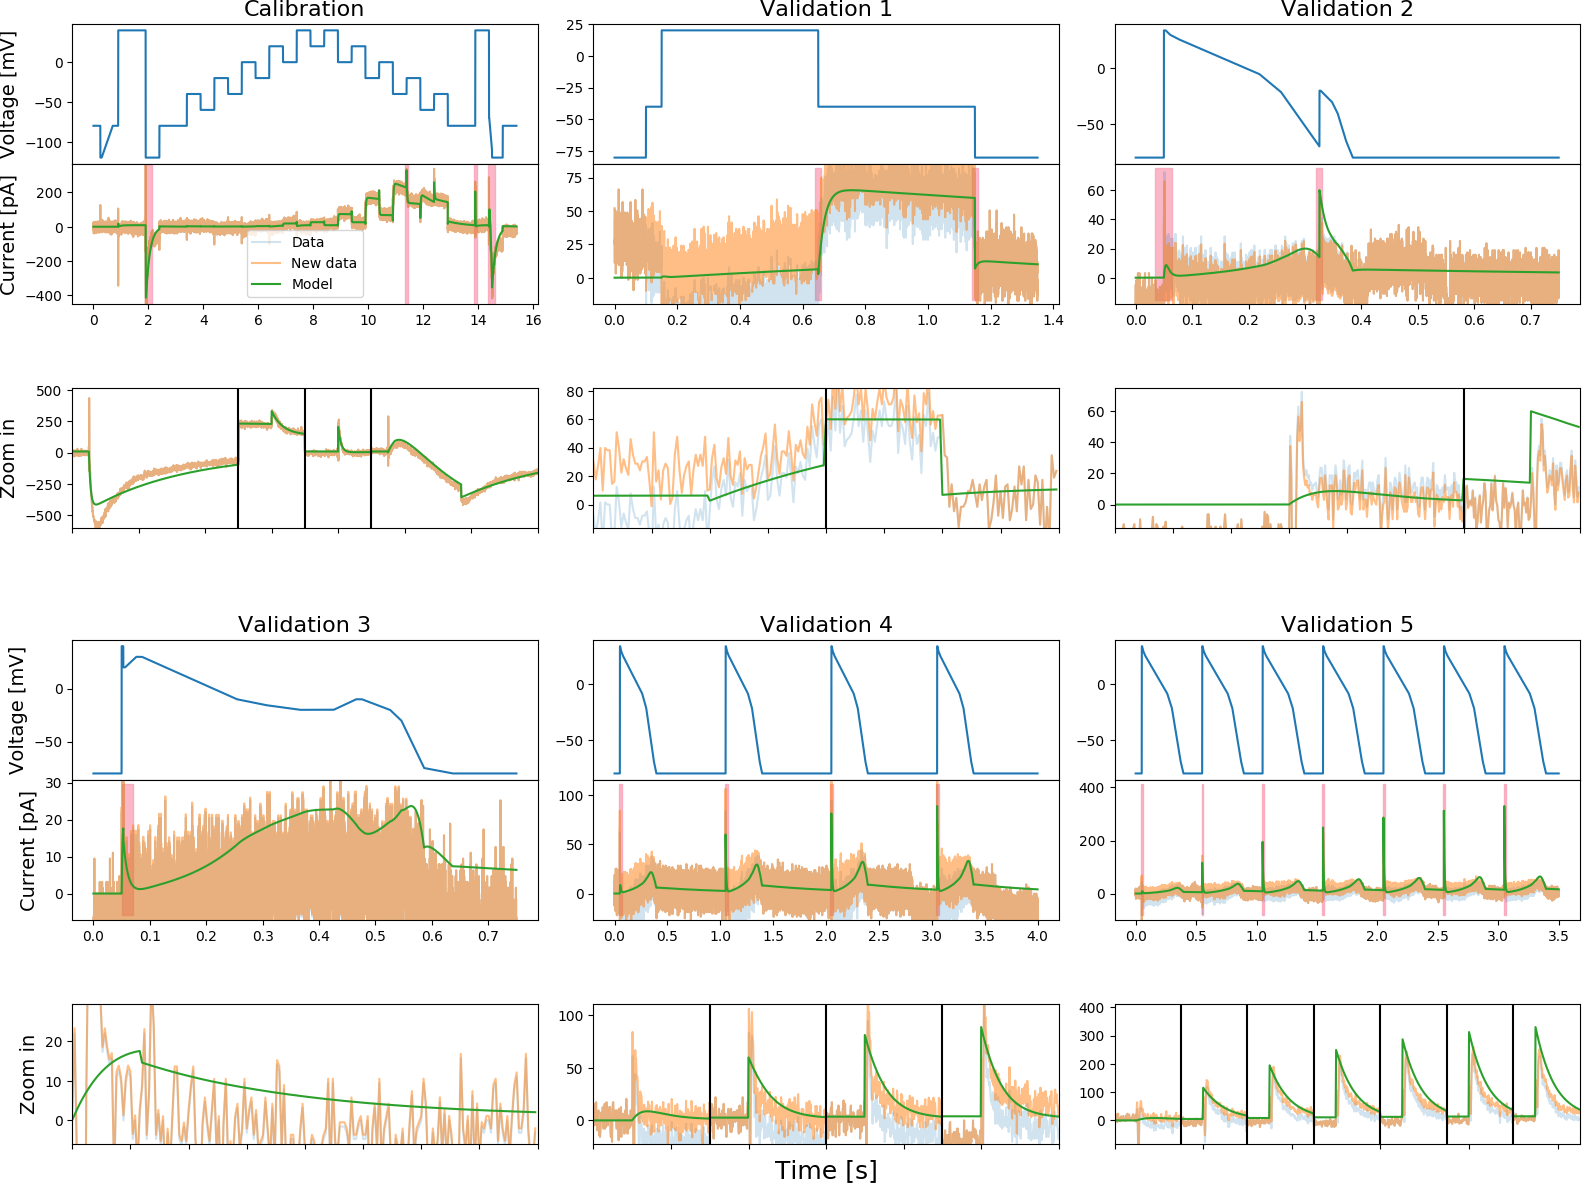 Calibration
Validation 1
Validation 2
Voltage [mV]
0
−50
−100
25
0
−25
−50
−75
0
−50
Current [pA]
200
0
−200
−400
Data
New data
Model
75
50
25
0
60
40
20
0
0 2 4 6 8 10 12 14 16
0.0 0.2 0.4 0.6 0.8 1.0 1.2 1.4
0.0 0.1 0.2 0.3 0.4 0.5 0.6 0.7
Zoom in
500
250
0
−250
−500
80
60
40
20
0
60
40
20
0
Validation 3
Validation 4
Validation 5
Voltage [mV]
0
−50
0
−50
0
−50
Current [pA]
30
20
10
0
100
50
0
400
200
0
0.0 0.1 0.2 0.3 0.4 0.5 0.6 0.7
0.0 0.5 1.0 1.5 2.0 2.5 3.0 3.5 4.0
0.0 0.5 1.0 1.5 2.0 2.5 3.0 3.5
Zoom in
20
10
0
100
50
0
400
300
200
100
0
Time [s]